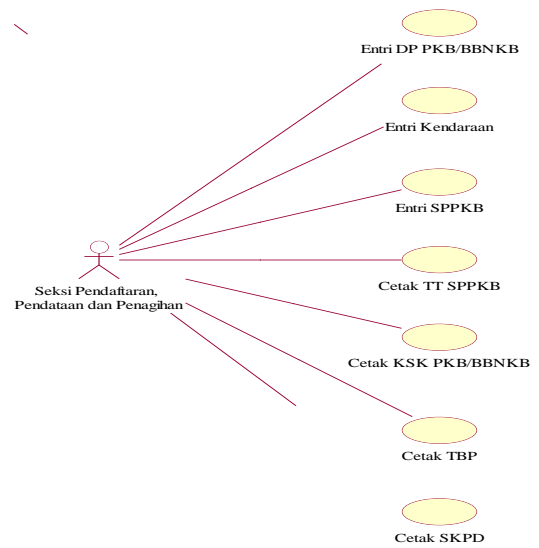 Entri DP PKB/BBNKB
Entri Kendaraan
Entri SPPKB
Cetak TT SPPKB
Seksi Pendaftaran,
Pendataan dan Penagihan
Cetak KSK PKB/BBNKB
Cetak TBP
Cetak SKPD